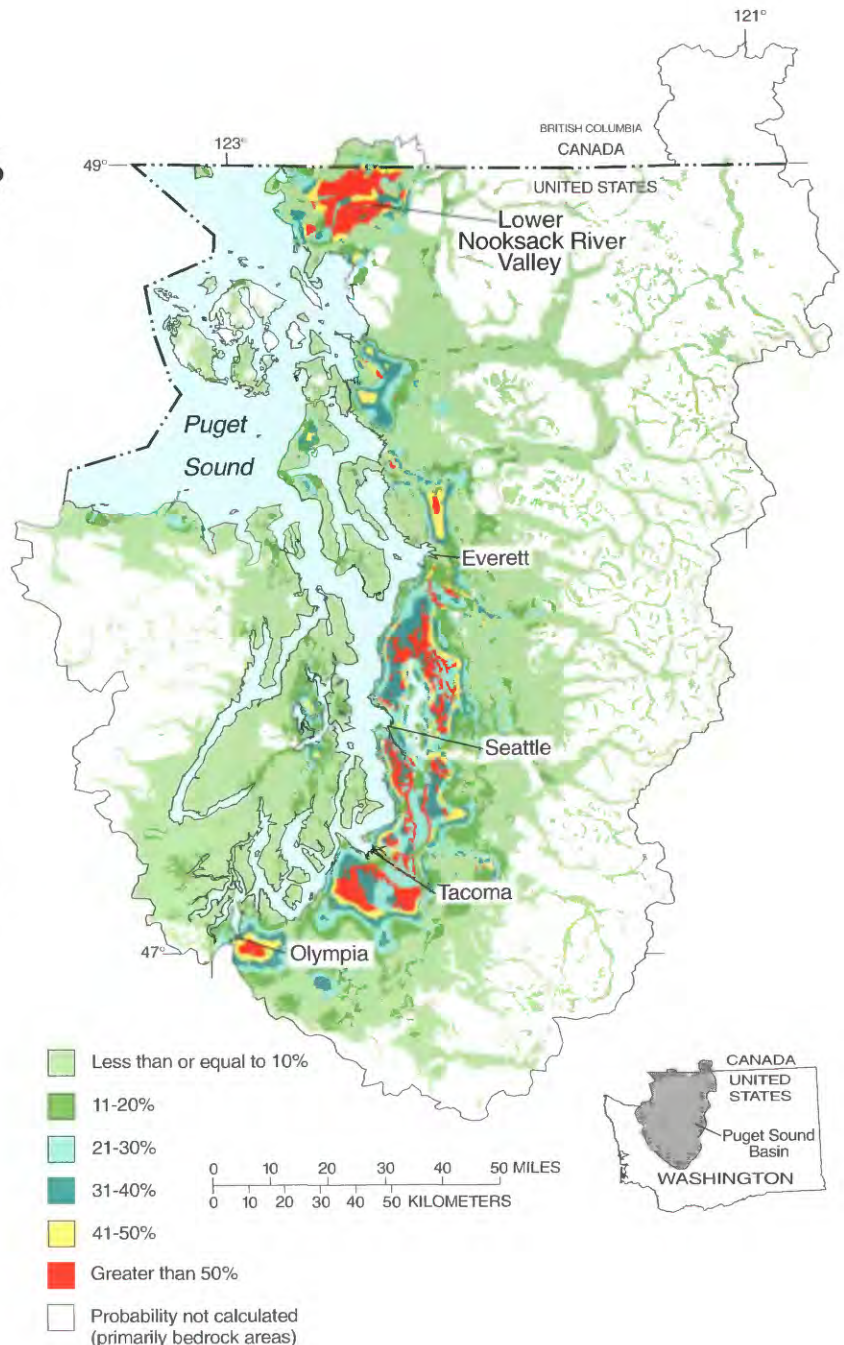 121°
BRITISH COLUMBIA
CANADA
123°
49°
UNITED STATES
Lower
Nooksack River
Valley
Puget
Sound
Everett
Seattle
Tacoma
Olympia
47°
Less than or equal to 10%
11-20%
21-30%
31-40%
41-50%
Greater than 50%
Probability not calculated
(primarily bedrock areas)
0 10 20 30 40 50 MILES
0 10 20 30 40 50 KILOMETERS
CANADA
UNITED
STATES
Puget Sound
Basin
WASHINGTON